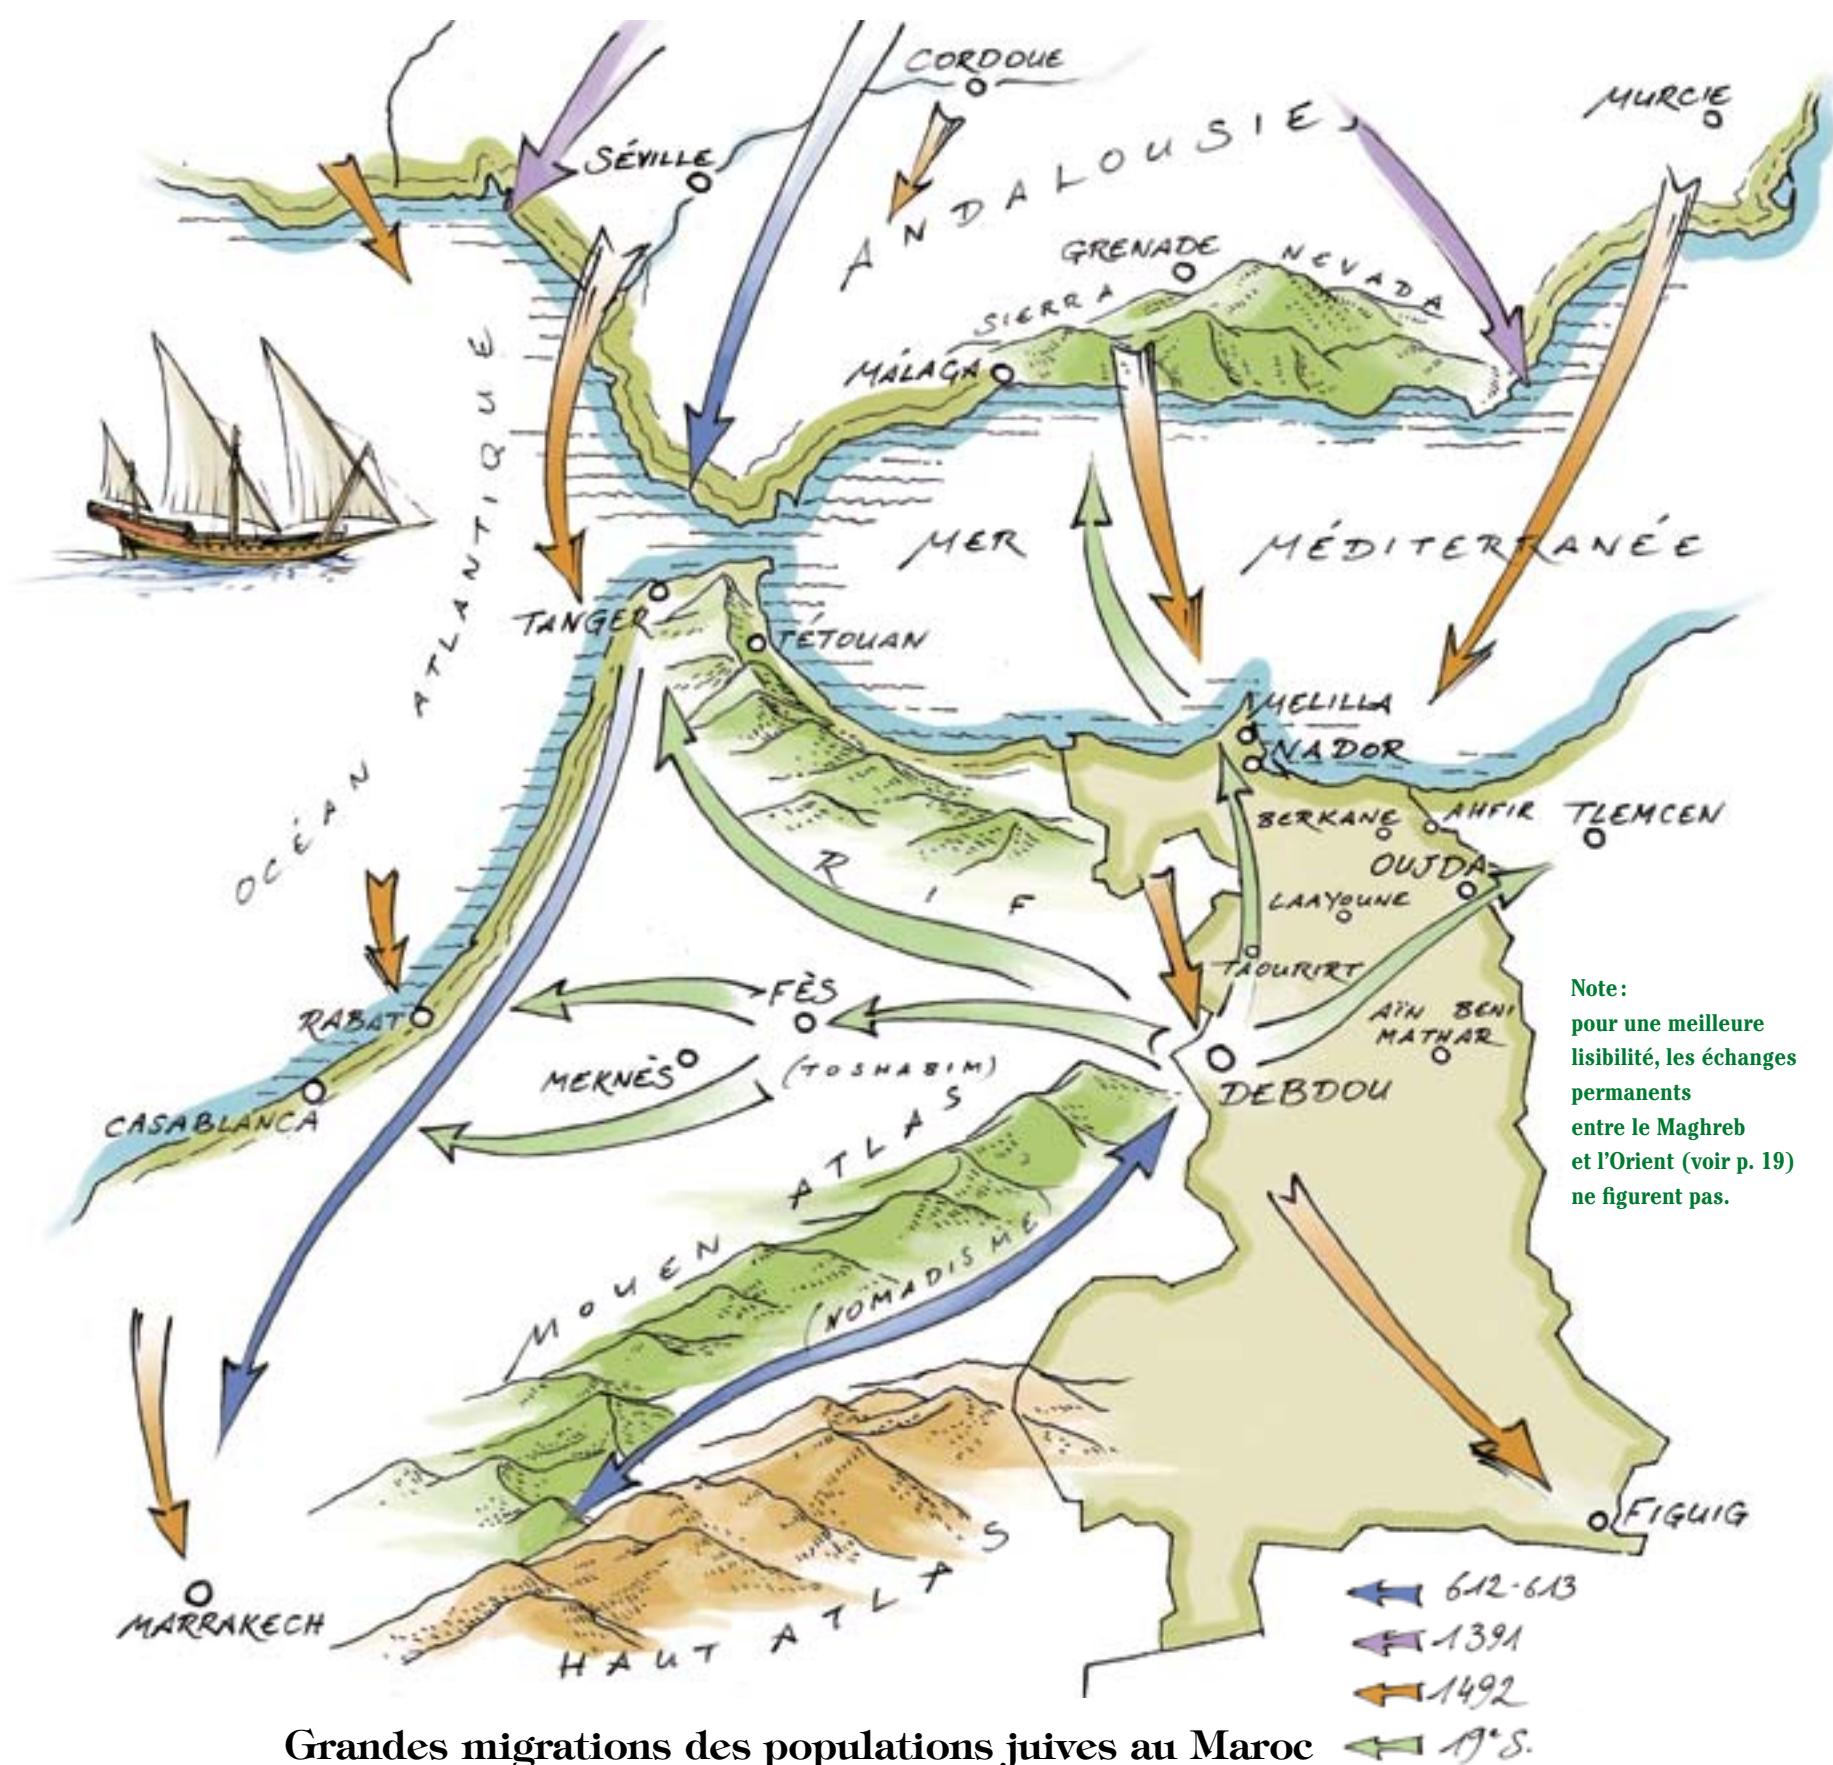 CORDOUE
MURCIE
SÉVILLE
ANDALOUSIE
GRENADE
SIERRA NEVADA
MÁLAGA
OCÉAN ATLANTIQUE
MER MÉDITERRANÉE
TANGER
TÉTOUAN
MELILLA
NADOR
BERKANE
AHFIR
TLEMCEN
OUJDA
RIF
LAAYOUNE
TAOURIRT
FÈS
(TOSHABIM)
RABAT
MEKNÈS
AÏN BENI
MATHAR
DEBDOU
CASABLANCA
Note :
pour une meilleure
lisibilité, les échanges
permanents
entre le Maghreb
et l'Orient (voir p. 19)
ne figurent pas.
MOUEN ATLAS
(NOMADISME)
HAUT ATLAS
FIGUIG
MARRAKECH
612-613
1391
1492
19e S.
Grandes migrations des populations juives au Maroc